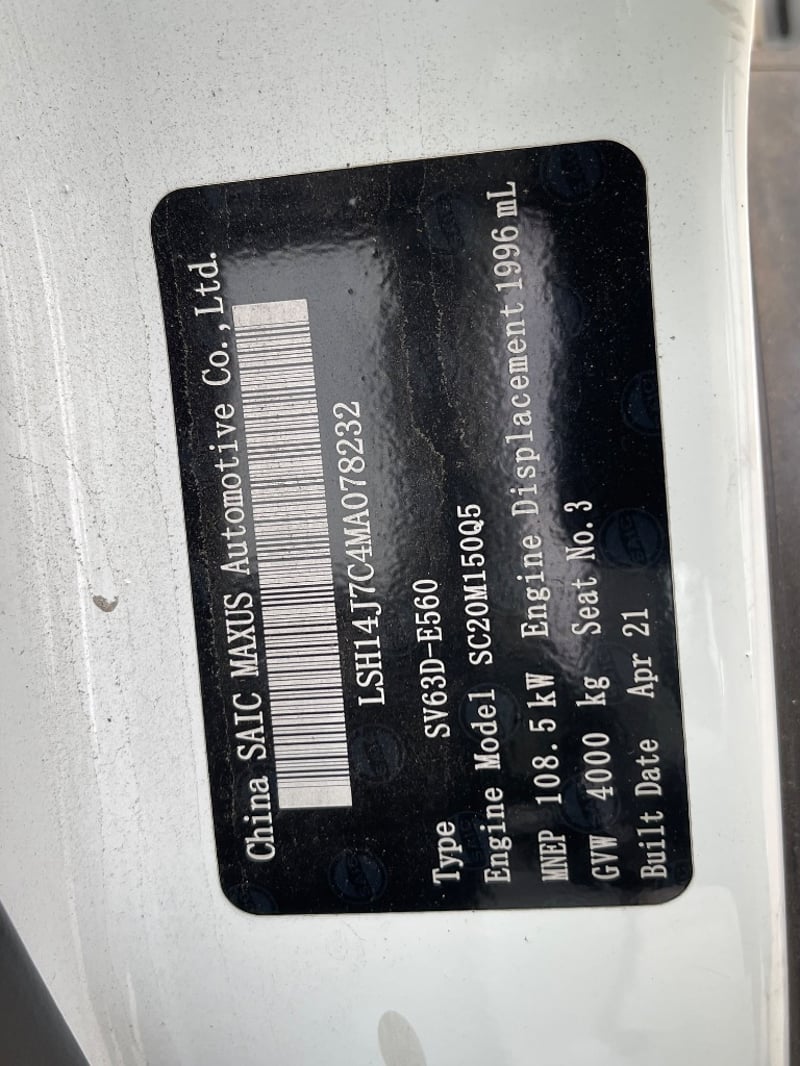 China SAIC MAXUS Automotive Co., Ltd.
LSH14J7C4MA078232
Type SV63D-E560
Engine Model SC20M150Q5
MNEP 108.5 kW Engine Displacement 1996 mL
GVW 4000 kg Seat No. 3
Built Date Apr 21